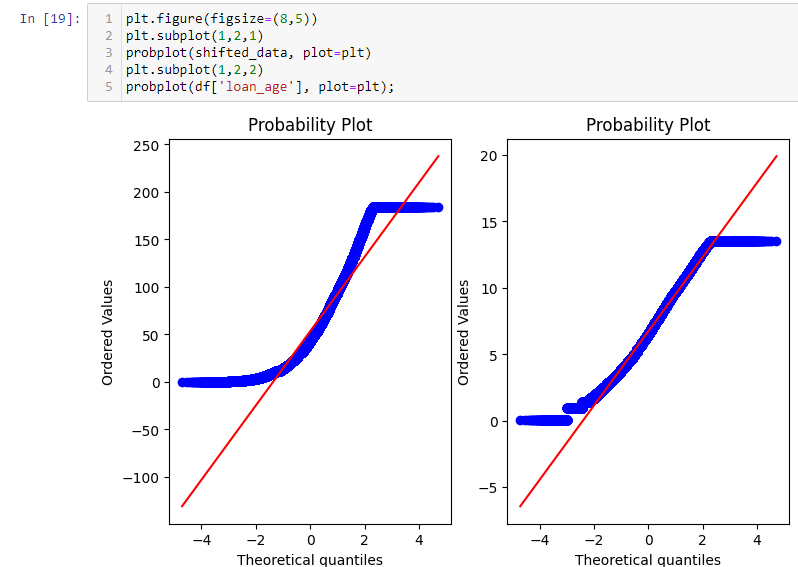 In [19]:
1 plt.figure(figsize=(8,5))
2 plt.subplot(1,2,1)
3 probplot(shifted_data, plot=plt)
4 plt.subplot(1,2,2)
5 probplot(df['loan_age'], plot=plt);
Probability Plot
250
200
150
100
50
0
−50
−100
Ordered Values
−4 −2 0 2 4
Theoretical quantiles
Probability Plot
20
15
10
5
0
−5
Ordered Values
−4 −2 0 2 4
Theoretical quantiles